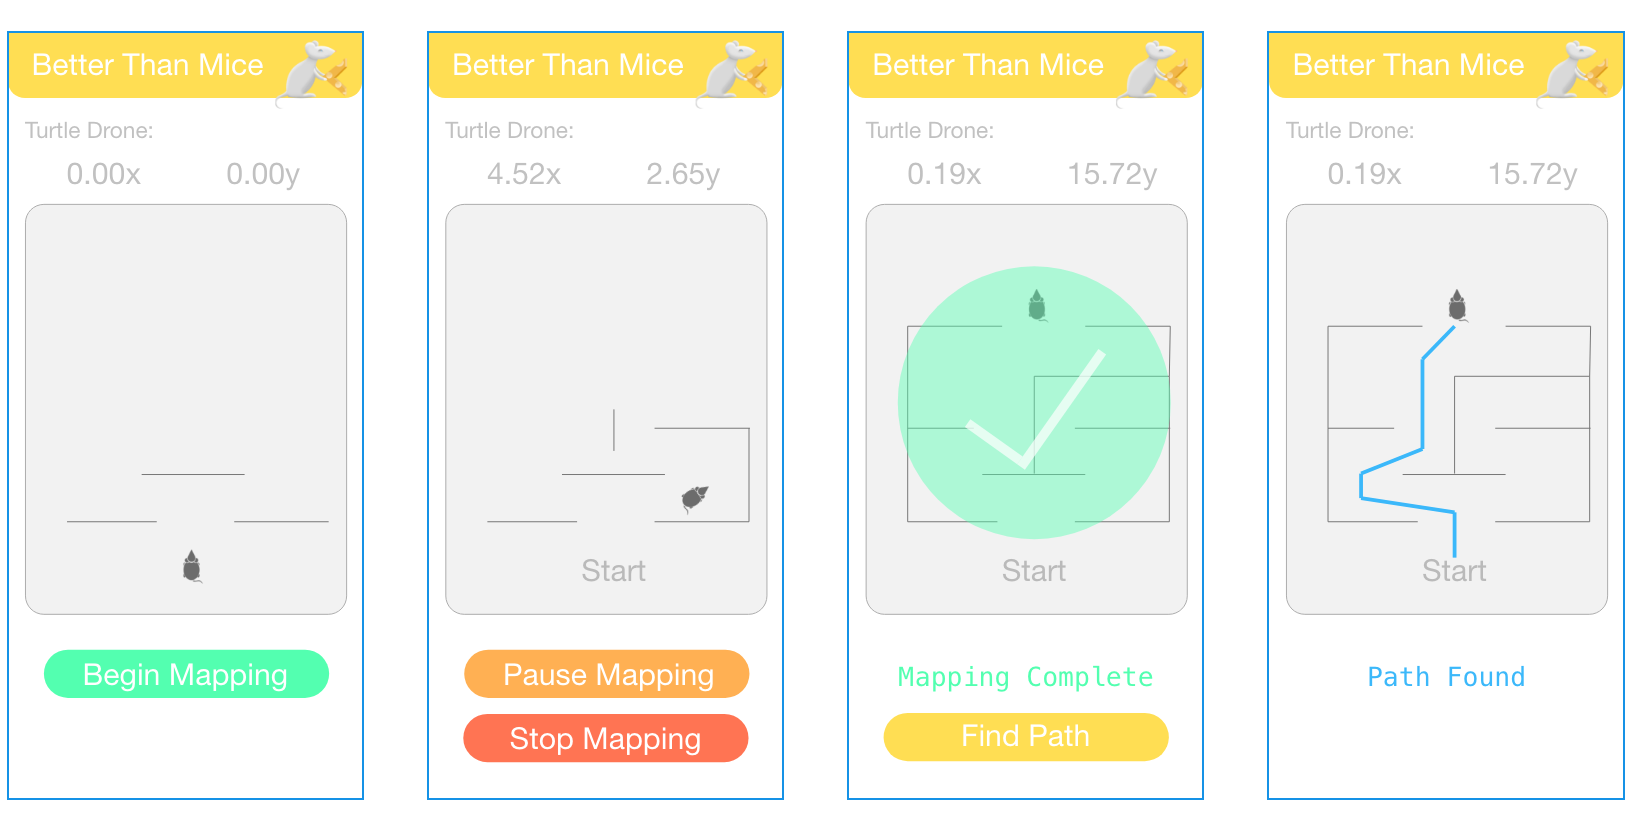 Better Than Mice
Turtle Drone:
0.00x 0.00y
Begin Mapping
Better Than Mice
Turtle Drone:
4.52x 2.65y
Start
Pause Mapping
Stop Mapping
Better Than Mice
Turtle Drone:
0.19x 15.72y
Start
Mapping Complete
Find Path
Better Than Mice
Turtle Drone:
0.19x 15.72y
Start
Path Found